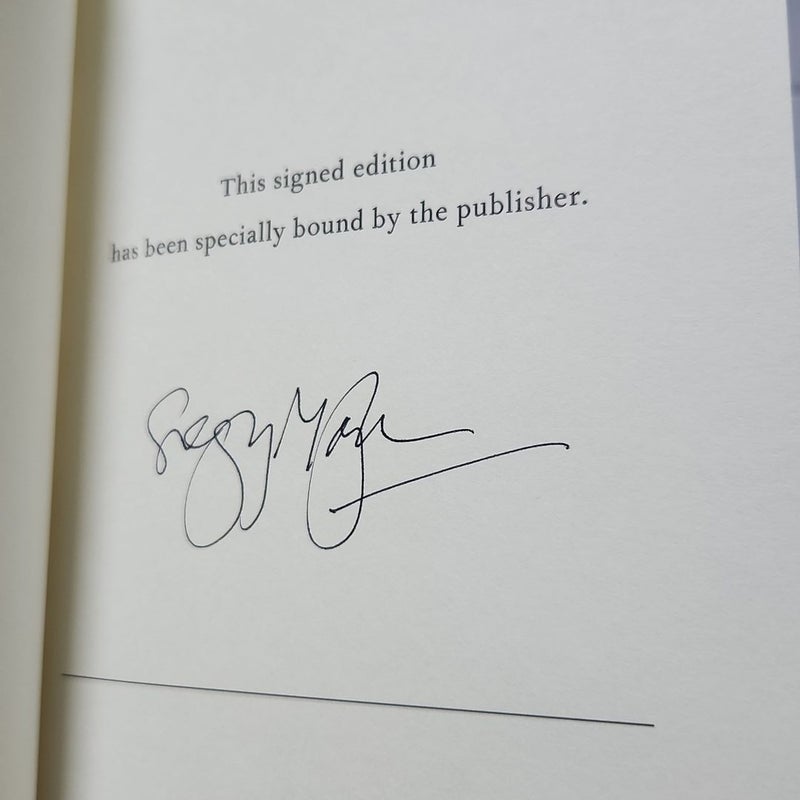 This signed edition
has been specially bound by the publisher.